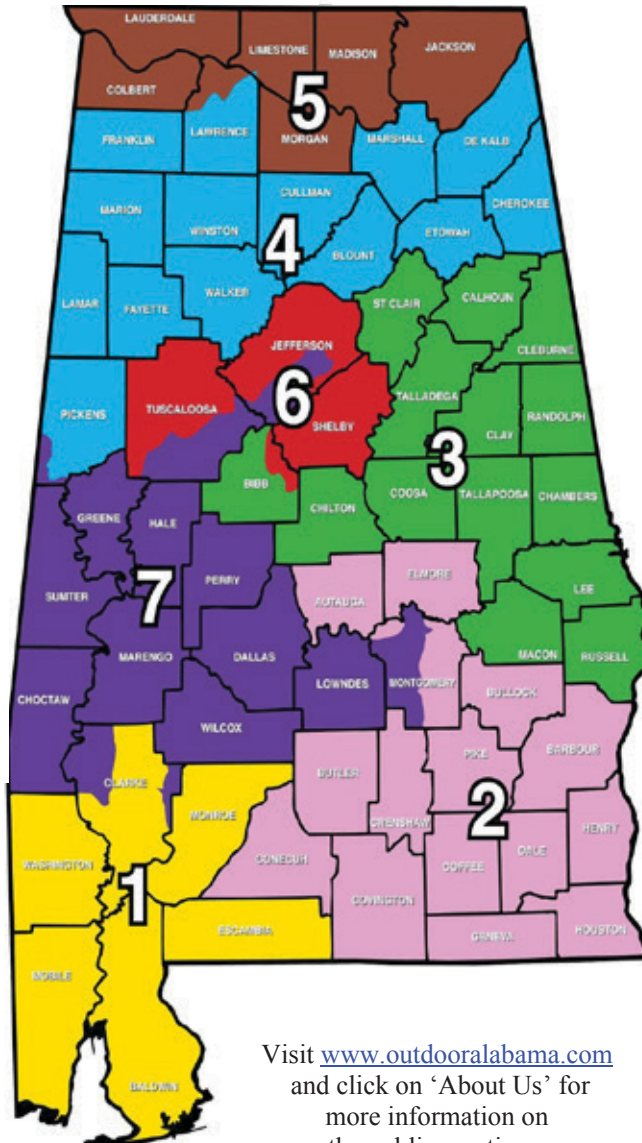 LAUDERDALE
LIMESTONE
MADISON
JACKSON
COLBERT
5
FRANKLIN
LAWRENCE
MORGAN
MARSHALL
DE KALB
MARION
WINSTON
CULLMAN
CHEROKEE
4
BLOUNT
ETOWAH
LAMAR
FAYETTE
WALKER
ST CLAIR
CALHOUN
JEFFERSON
CLEBURNE
PICKENS
TUSCALOOSA
6
SHELBY
TALLADEGA
CLAY
RANDOLPH
3
BIBB
CHILTON
COOSA
TALLAPOOSA
CHAMBERS
GREENE
HALE
SUMTER
7
PERRY
AUTAUGA
ELMORE
LEE
MARENGO
DALLAS
LOWNDES
MONTGOMERY
MACON
RUSSELL
CHOCTAW
WILCOX
BULLOCK
CLARKE
BUTLER
PIKE
BARBOUR
MONROE
CRENSHAW
2
HENRY
WASHINGTON
1
CONECUH
COFFEE
DALE
COVINGTON
ESCAMBIA
GENEVA
HOUSTON
MOBILE
BALDWIN
Visit www.outdooralabama.com
and click on ‘About Us’ for
more information on